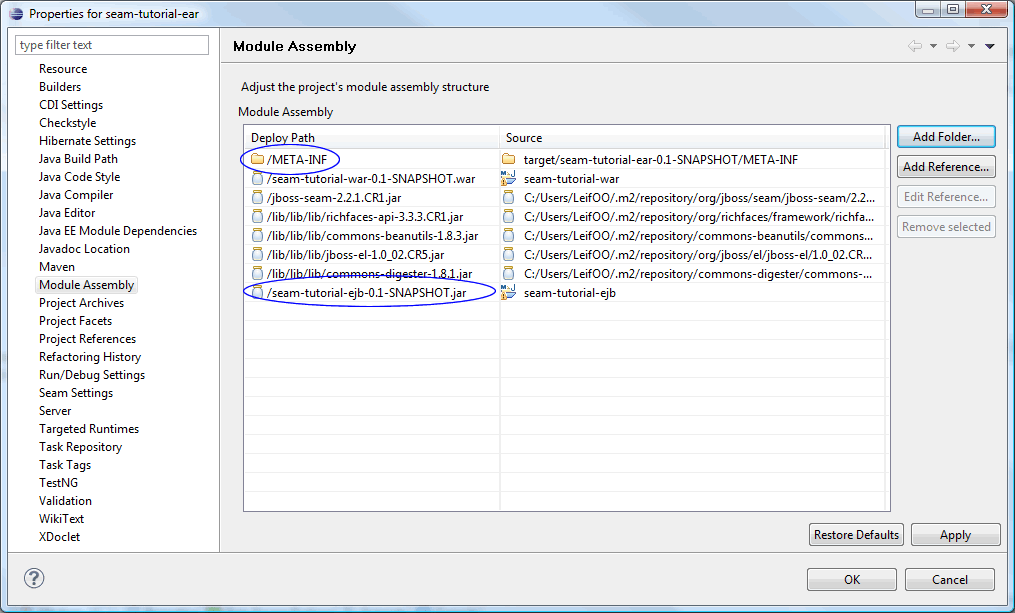 Properties for seam-tutorial-ear
type filter text
Resource
Builders
CDI Settings
Checkstyle
Hibernate Settings
Java Build Path
Java Code Style
Java Compiler
Java Editor
Java EE Module Dependencies
Javadoc Location
Maven
Module Assembly
Project Archives
Project Facets
Project References
Refactoring History
Run/Debug Settings
Seam Settings
Server
Targeted Runtimes
Task Repository
Task Tags
TestNG
Validation
WikiText
XDoclet
Module Assembly
Adjust the project's module assembly structure
Module Assembly
Deploy Path Source
/META-INF target/seam-tutorial-ear-0.1-SNAPSHOT/META-INF
/seam-tutorial-war-0.1-SNAPSHOT.war seam-tutorial-war
/jboss-seam-2.2.1.CR1.jar C:/Users/LeifOO/.m2/repository/org/jboss/seam/jboss-seam/2.2...
/lib/lib/lib/richfaces-api-3.3.3.CR1.jar C:/Users/LeifOO/.m2/repository/org/richfaces/framework/richfa...
/lib/lib/lib/commons-beanutils-1.8.3.jar C:/Users/LeifOO/.m2/repository/commons-beanutils/commons...
/lib/lib/lib/jboss-el-1.0_02.CR5.jar C:/Users/LeifOO/.m2/repository/org/jboss/el/jboss-el/1.0_02.CR...
/lib/lib/lib/commons-digester-1.8.1.jar C:/Users/LeifOO/.m2/repository/commons-digester/commons-...
/seam-tutorial-ejb-0.1-SNAPSHOT.jar seam-tutorial-ejb
Add Folder...
Add Reference...
Edit Reference...
Remove selected
Restore Defaults Apply
? OK Cancel